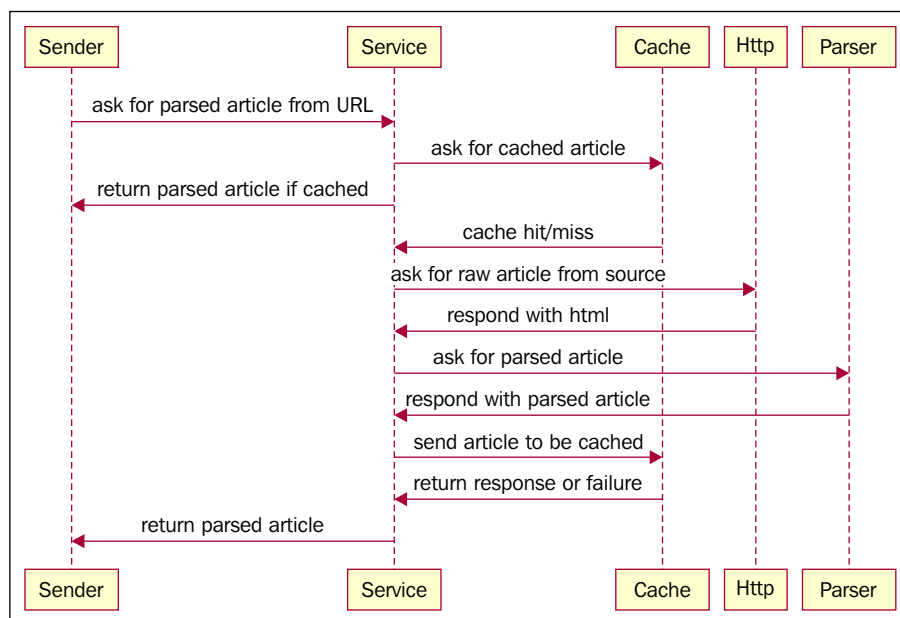 Sender
Service
Cache
Http
Parser
ask for parsed article from URL
ask for cached article
return parsed article if cached
cache hit/miss
ask for raw article from source
respond with html
ask for parsed article
respond with parsed article
send article to be cached
return response or failure
return parsed article
Sender
Service
Cache
Http
Parser